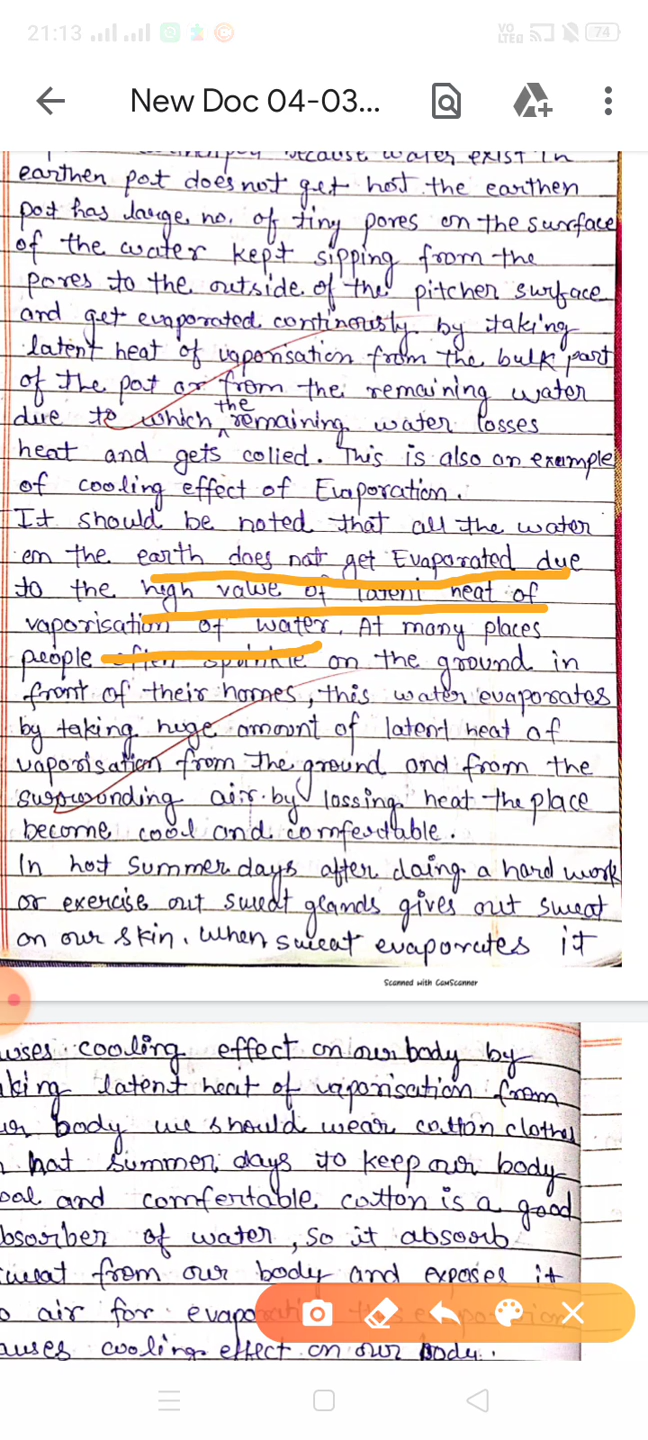 21:13
VO LTE
74
New Doc 04-03...
because water exist in
earthen pot does not get hot the earthen
pot has large no. of tiny pores on the surface
of the water kept sipping from the
pores to the outside of the pitcher surface
and get evaporated continously by taking
latent heat of vaporisation from the bulk part
of the pot or from the remaining water
due to which the remaining water losses
heat and gets colied. This is also an example
of cooling effect of Evaporation.
It should be noted that all the water
on the earth does not get Evaporated due
to the high value of latent heat of
vaporisation of water. At many places
people often sprinkle on the ground in
front of their homes, this water evaporates
by taking huge amount of latent heat of
vaporisation from the ground and from the
surrounding air. by lossing heat the place
become cool and comfertable.
In hot summer days after doing a hard work
or exercise out sweat glands gives out sweat
on our skin. When sweat evaporates it
Scanned with CamScanner
uses cooling effect on our body by
king latent heat of vaporisation from
body we should wear cotton clothes
hot summer days to keep our body
ool and comfertable. cotton is a good
bsorber of water, so it absorb
sweat from our body and exposes it
o air for
auses cooling effect on our body.